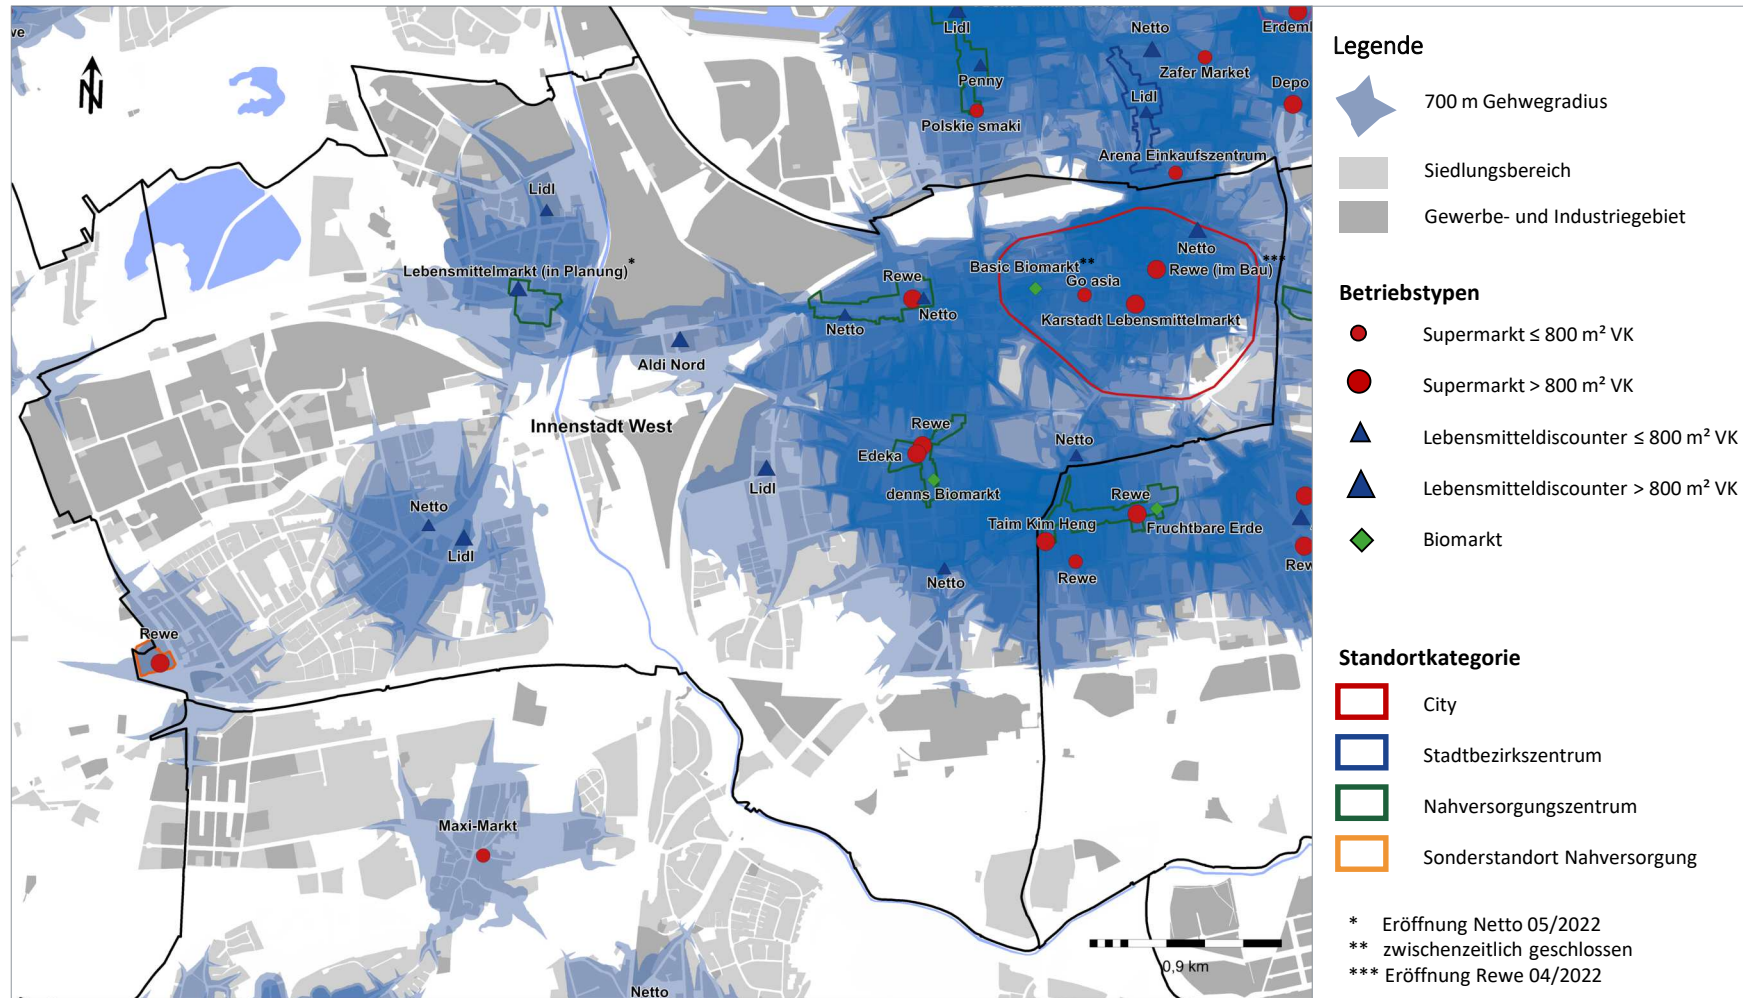 we
Lidl
Penny
Polskie smaki
Netto
Zafer Market
Lidl
Arena Einkaufszentrum
Depo
Lidl
Lebensmittelmarkt (in Planung)*
Aldi Nord
Rewe
Netto
Netto
Basic Biomarkt**
Go asia
Netto
Rewe (im Bau)***
Karstadt Lebensmittelmarkt
Innenstadt West
Rewe
Edeka
denns Biomarkt
Netto
Lidl
Netto
Lidl
Netto
Taim Kim Heng
Rewe
Fruchtbare Erde
Rewe
Rew
Rewe
Maxi-Markt
Netto
N
0,9 km
Legende
700 m Gehwegradius
Siedlungsbereich
Gewerbe- und Industriegebiet
Betriebstypen
Supermarkt ≤ 800 m² VK
Supermarkt > 800 m² VK
Lebensmitteldiscounter ≤ 800 m² VK
Lebensmitteldiscounter > 800 m² VK
Biomarkt
Standortkategorie
City
Stadtbezirkszentrum
Nahversorgungszentrum
Sonderstandort Nahversorgung
* Eröffnung Netto 05/2022
** zwischenzeitlich geschlossen
*** Eröffnung Rewe 04/2022